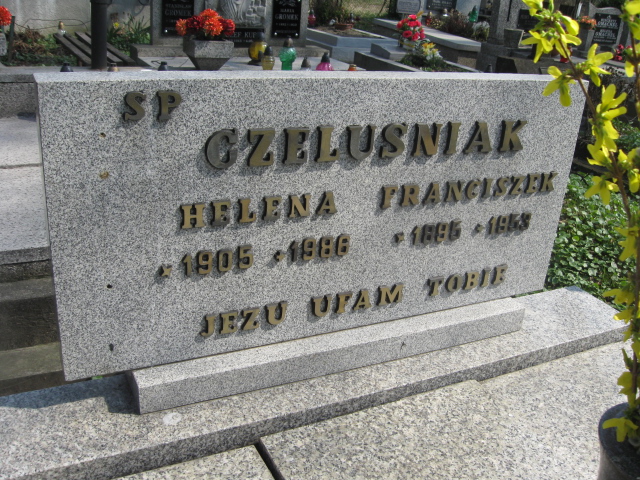 SP
CZELUSNIAK
HELENA FRANCISZEK
*1905 +1986 *1895 +1953
JEZU UFAM TOBIE